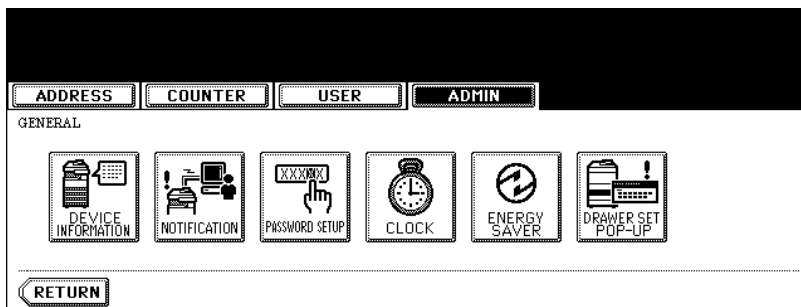 ADDRESS COUNTER USER ADMIN
GENERAL
DEVICE
INFORMATION
NOTIFICATION
XXXXX
PASSWORD SETUP
CLOCK
ENERGY
SAVER
DRAWER SET
POP-UP
RETURN